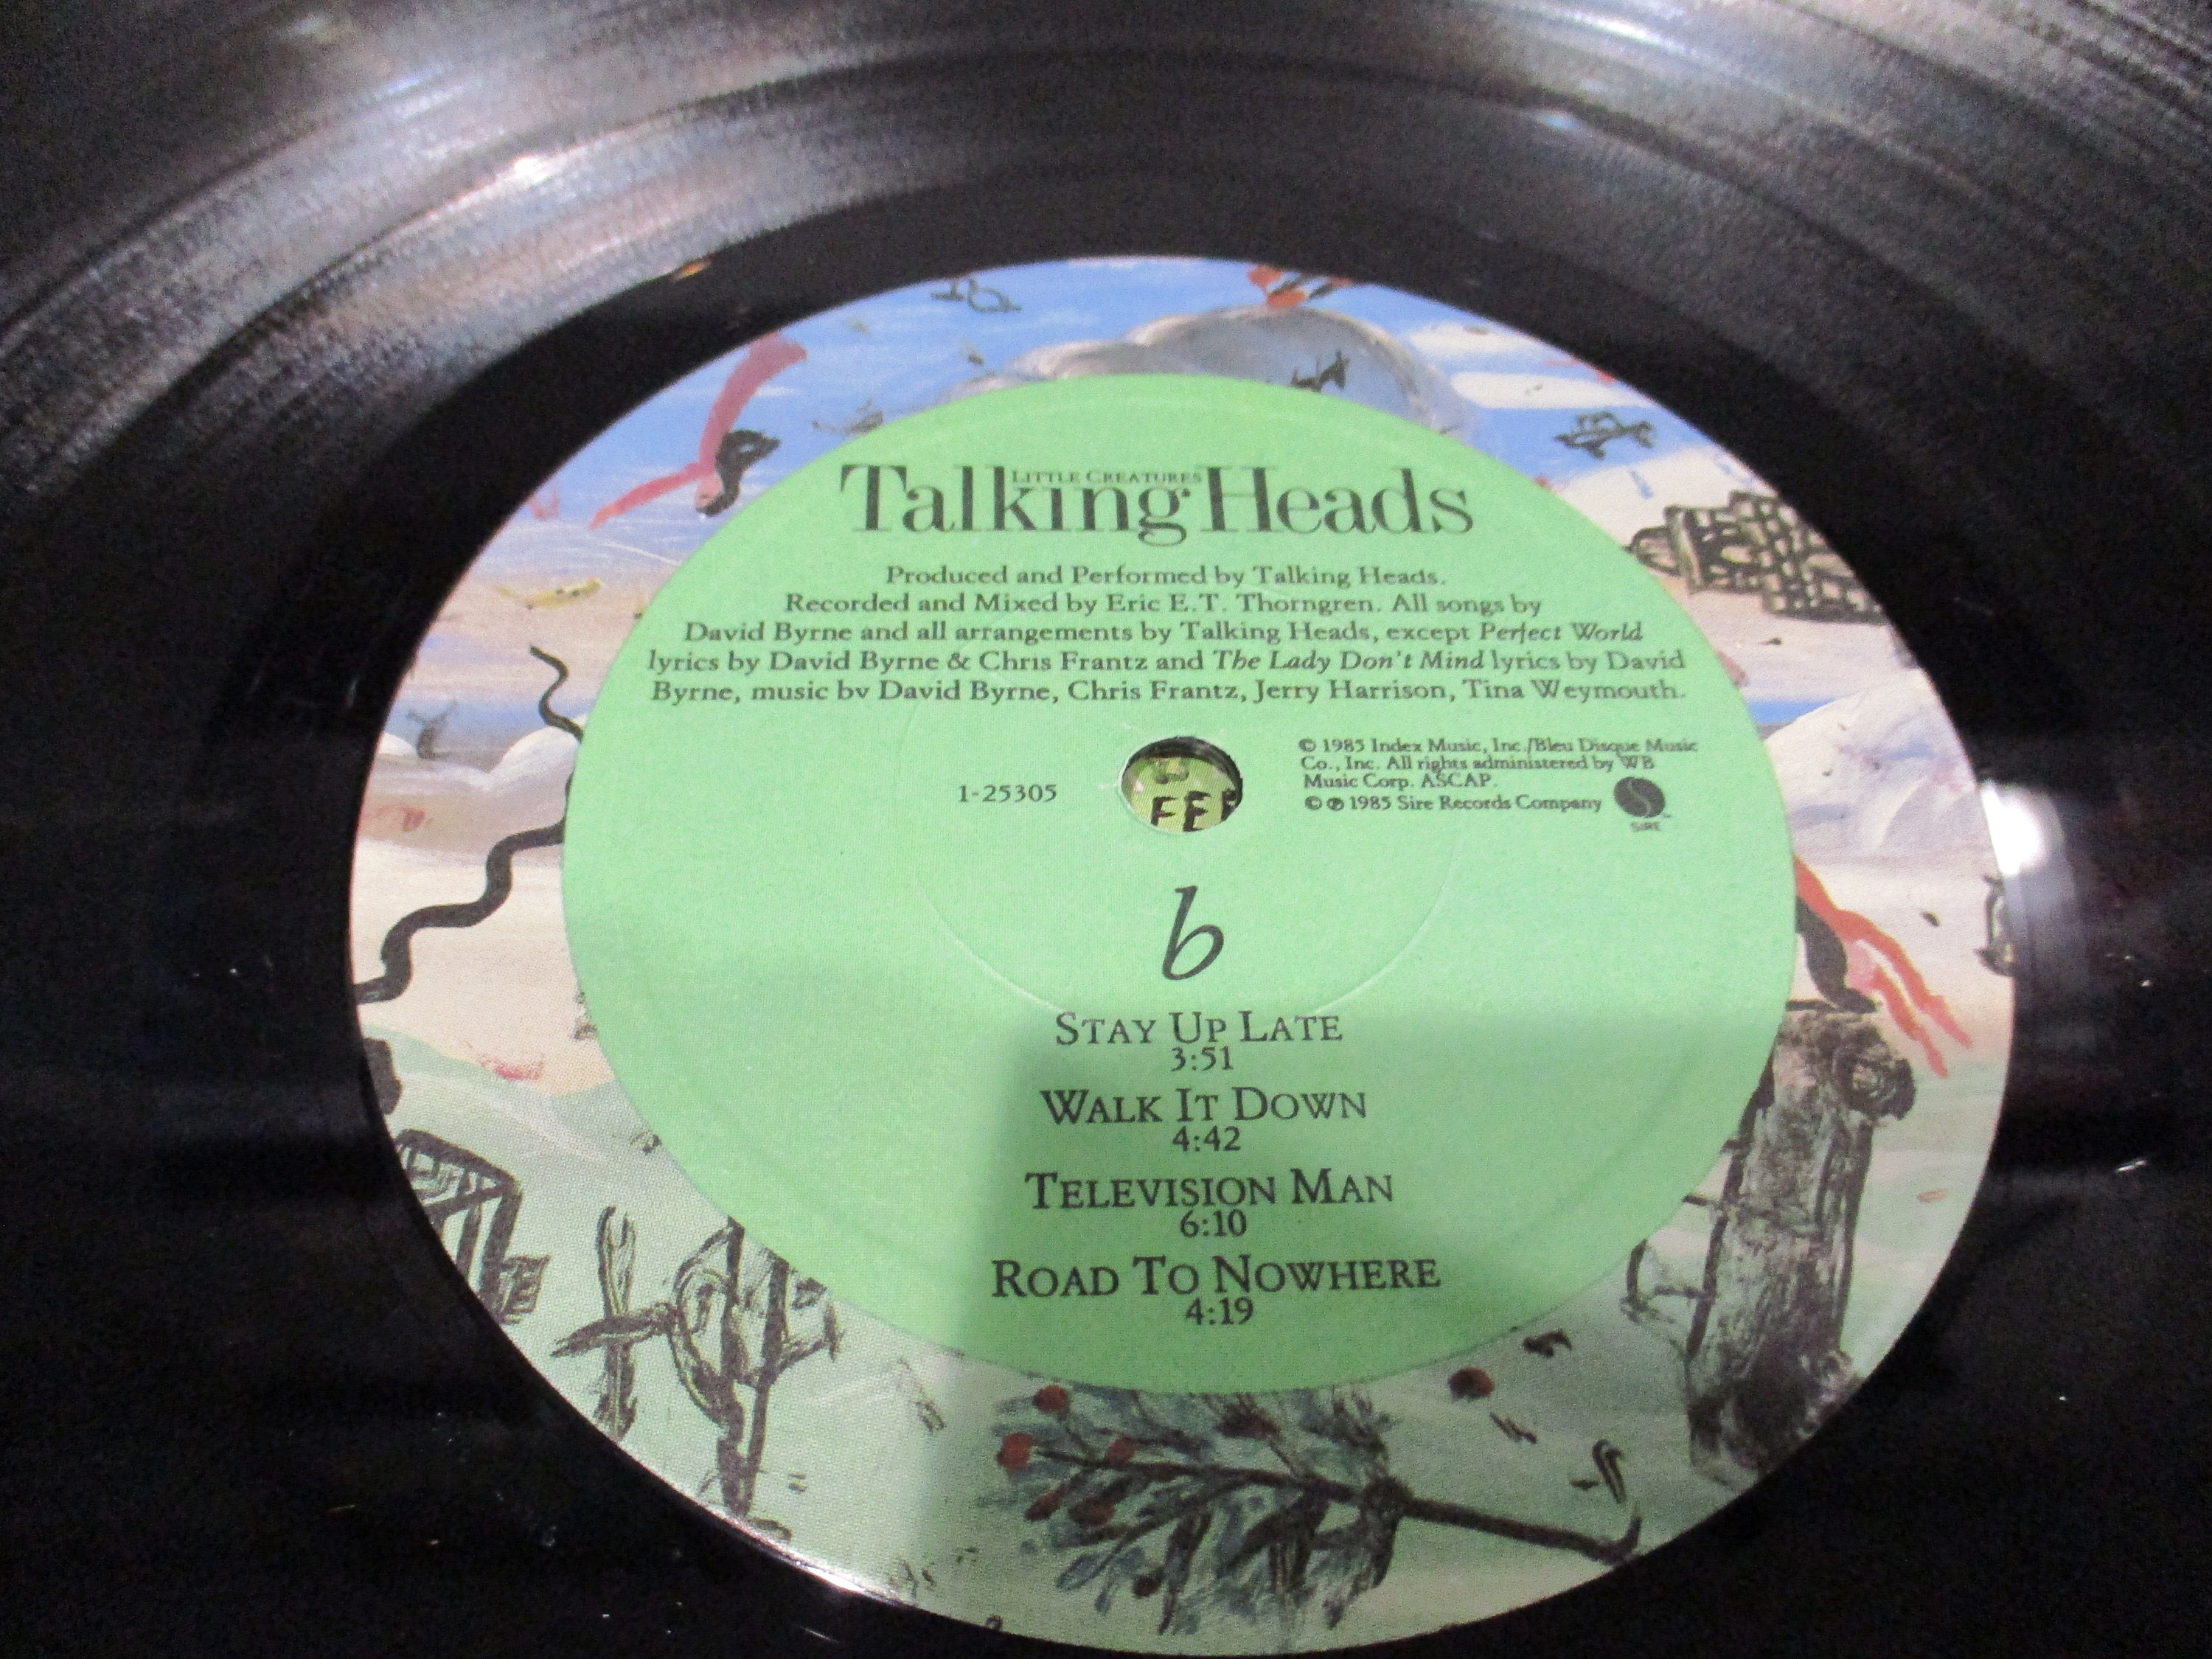 LITTLE CREATURES
Talking Heads
Produced and Performed by Talking Heads.
Recorded and Mixed by Eric E.T. Thorngren. All songs by
David Byrne and all arrangements by Talking Heads, except Perfect World
lyrics by David Byrne & Chris Frantz and The Lady Don't Mind lyrics by David
Byrne, music by David Byrne, Chris Frantz, Jerry Harrison, Tina Weymouth.
1-25305
© 1985 Index Music, Inc./Bleu Disque Music
Co., Inc. All rights administered by WB
Music Corp. ASCAP.
© ℗ 1985 Sire Records Company
SIRE™
b
STAY UP LATE
3:51
WALK IT DOWN
4:42
TELEVISION MAN
6:10
ROAD TO NOWHERE
4:19